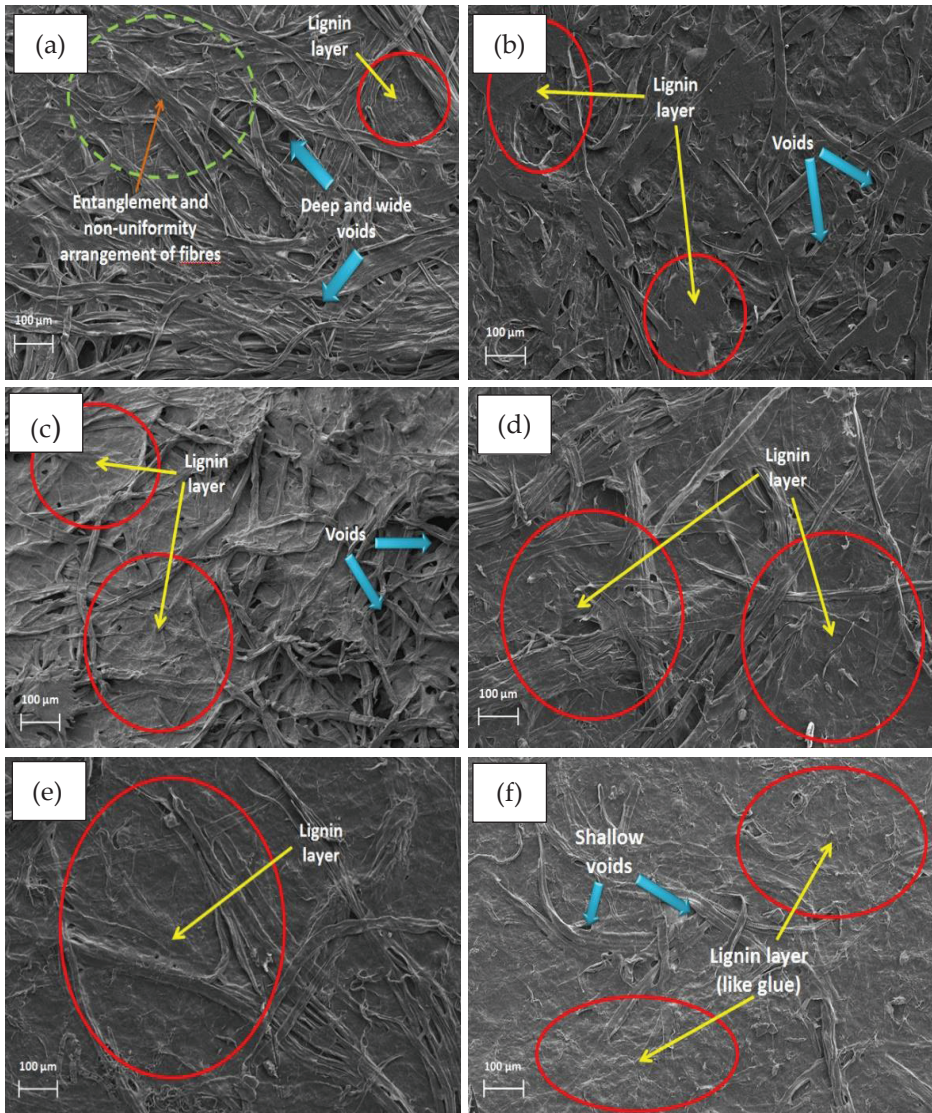 (a)
Lignin
layer
Entanglement and
non-uniformity
arrangement of fibres
Deep and wide
voids
100 µm
(b)
Lignin
layer
Voids
100 µm
(c)
Lignin
layer
Voids
100 µm
(d)
Lignin
layer
100 µm
(e)
Lignin
layer
100 µm
(f)
Shallow
voids
Lignin layer
(like glue)
100 µm